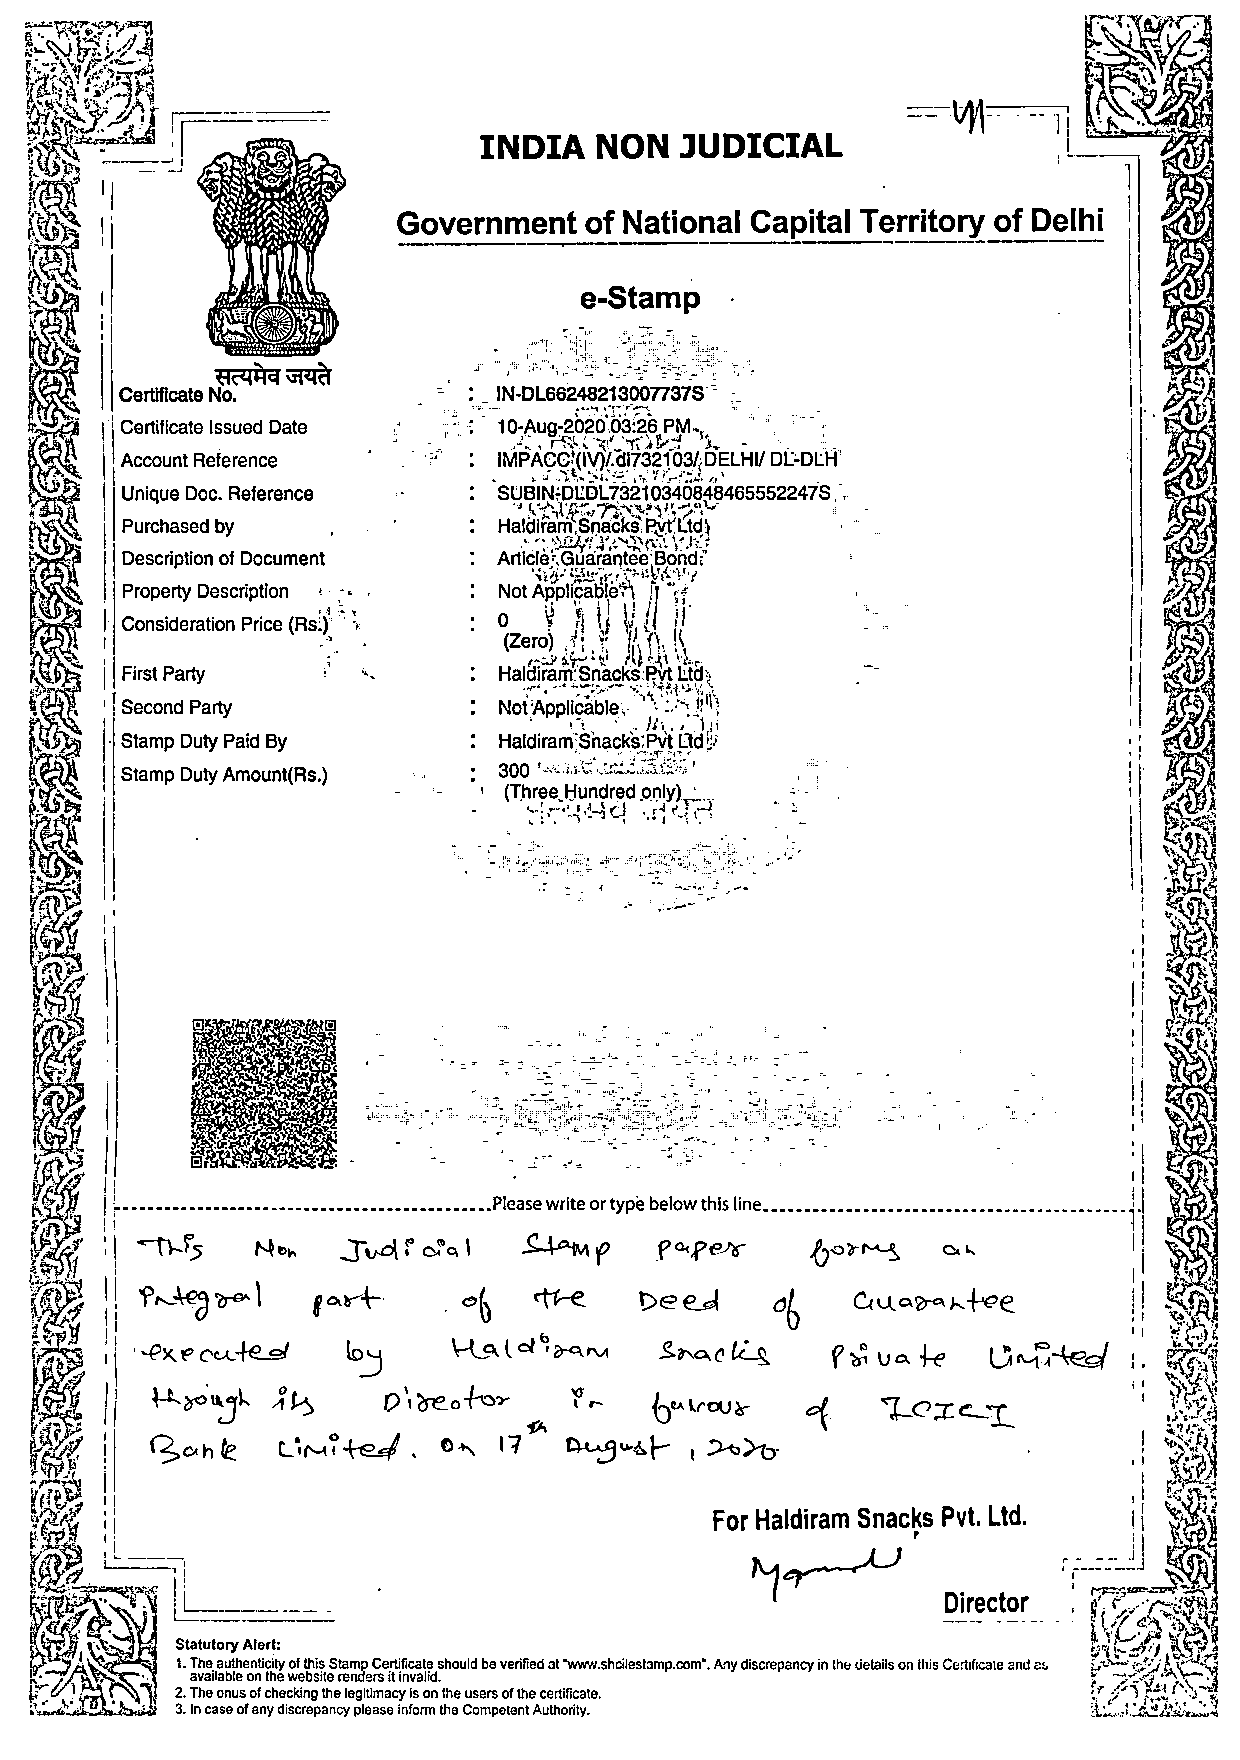 INDIA NON JUDICIAL
Government of National Capital Territory of Delhi
e-Stamp
सत्यमेव जयते
Certificate No. : IN-DL66248213007737S
Certificate Issued Date : 10-Aug-2020 03:26 PM
Account Reference : IMPACC (IV)/ dl732103/ DELHI/ DL-DLH
Unique Doc. Reference : SUBIN-DLDL73210340848465552247S
Purchased by : Haldiram Snacks Pvt Ltd
Description of Document : Article Guarantee Bond
Property Description : Not Applicable
Consideration Price (Rs.) : 0
(Zero)
First Party : Haldiram Snacks Pvt Ltd
Second Party : Not Applicable
Stamp Duty Paid By : Haldiram Snacks Pvt Ltd
Stamp Duty Amount(Rs.) : 300
(Three Hundred only)
सत्यमेव जयते
Please write or type below this line
This Non Judicial Stamp paper forms an
integral part of the Deed of Guarantee
executed by Haldiram Snacks Private Limited
through its Director in favour of ICICI
Bank Limited. on 17th August, 2020
For Haldiram Snacks Pvt. Ltd.
Director
Statutory Alert:
1. The authenticity of this Stamp Certificate should be verified at "www.shcilestamp.com". Any discrepancy in the details on this Certificate and as
available on the website renders it invalid.
2. The onus of checking the legitimacy is on the users of the certificate.
3. In case of any discrepancy please inform the Competent Authority.